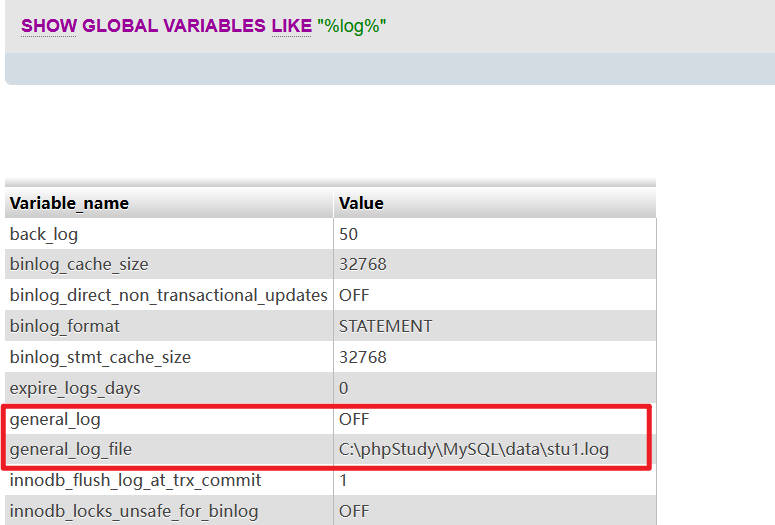 SHOW GLOBAL VARIABLES LIKE "%log%"
Variable_name Value
back_log 50
binlog_cache_size 32768
binlog_direct_non_transactional_updates OFF
binlog_format STATEMENT
binlog_stmt_cache_size 32768
expire_logs_days 0
general_log OFF
general_log_file C:\phpStudy\MySQL\data\stu1.log
innodb_flush_log_at_trx_commit 1
innodb_locks_unsafe_for_binlog OFF